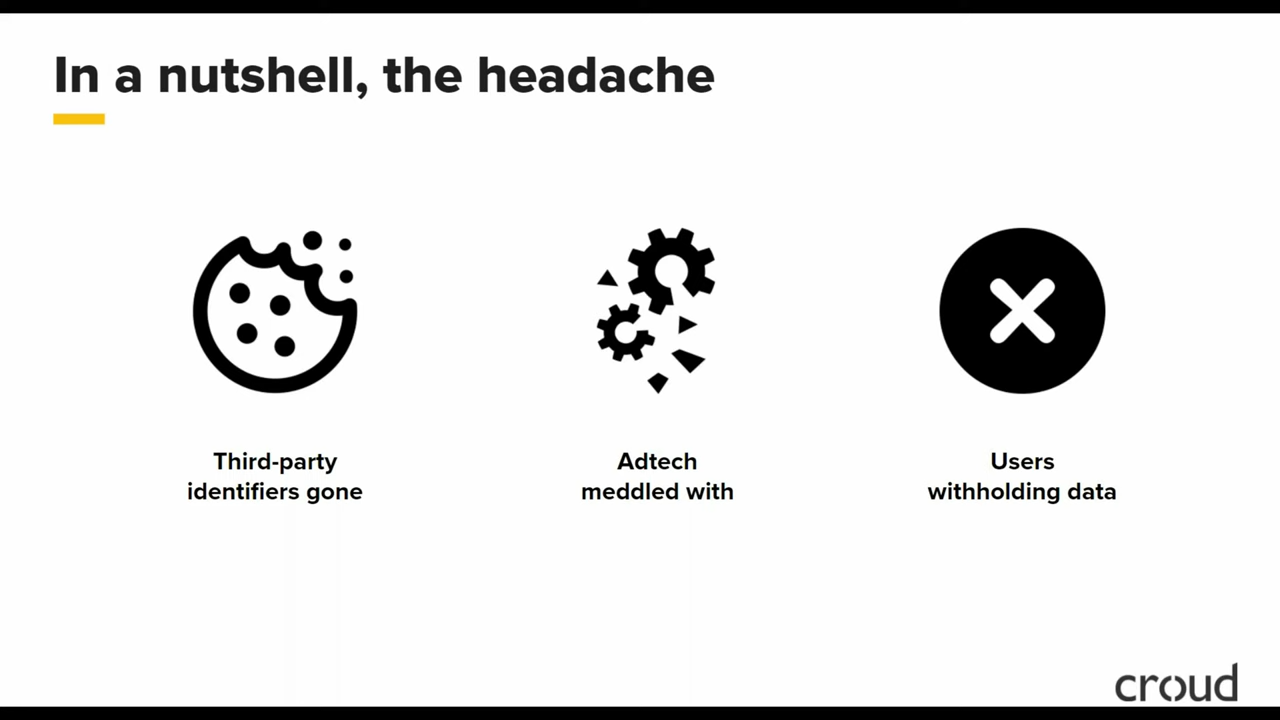 In a nutshell, the headache
Third-party
identifiers gone
Adtech
meddled with
Users
withholding data
croud